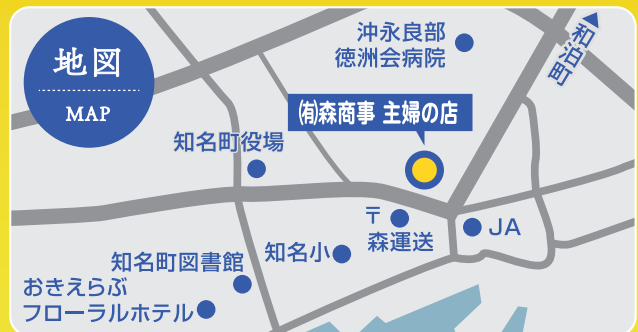 地図
MAP
沖永良部
徳洲会病院
和泊町
㈲森商事 主婦の店
知名町役場
〒
森運送
JA
知名小
知名町図書館
おきえらぶ
フローラルホテル